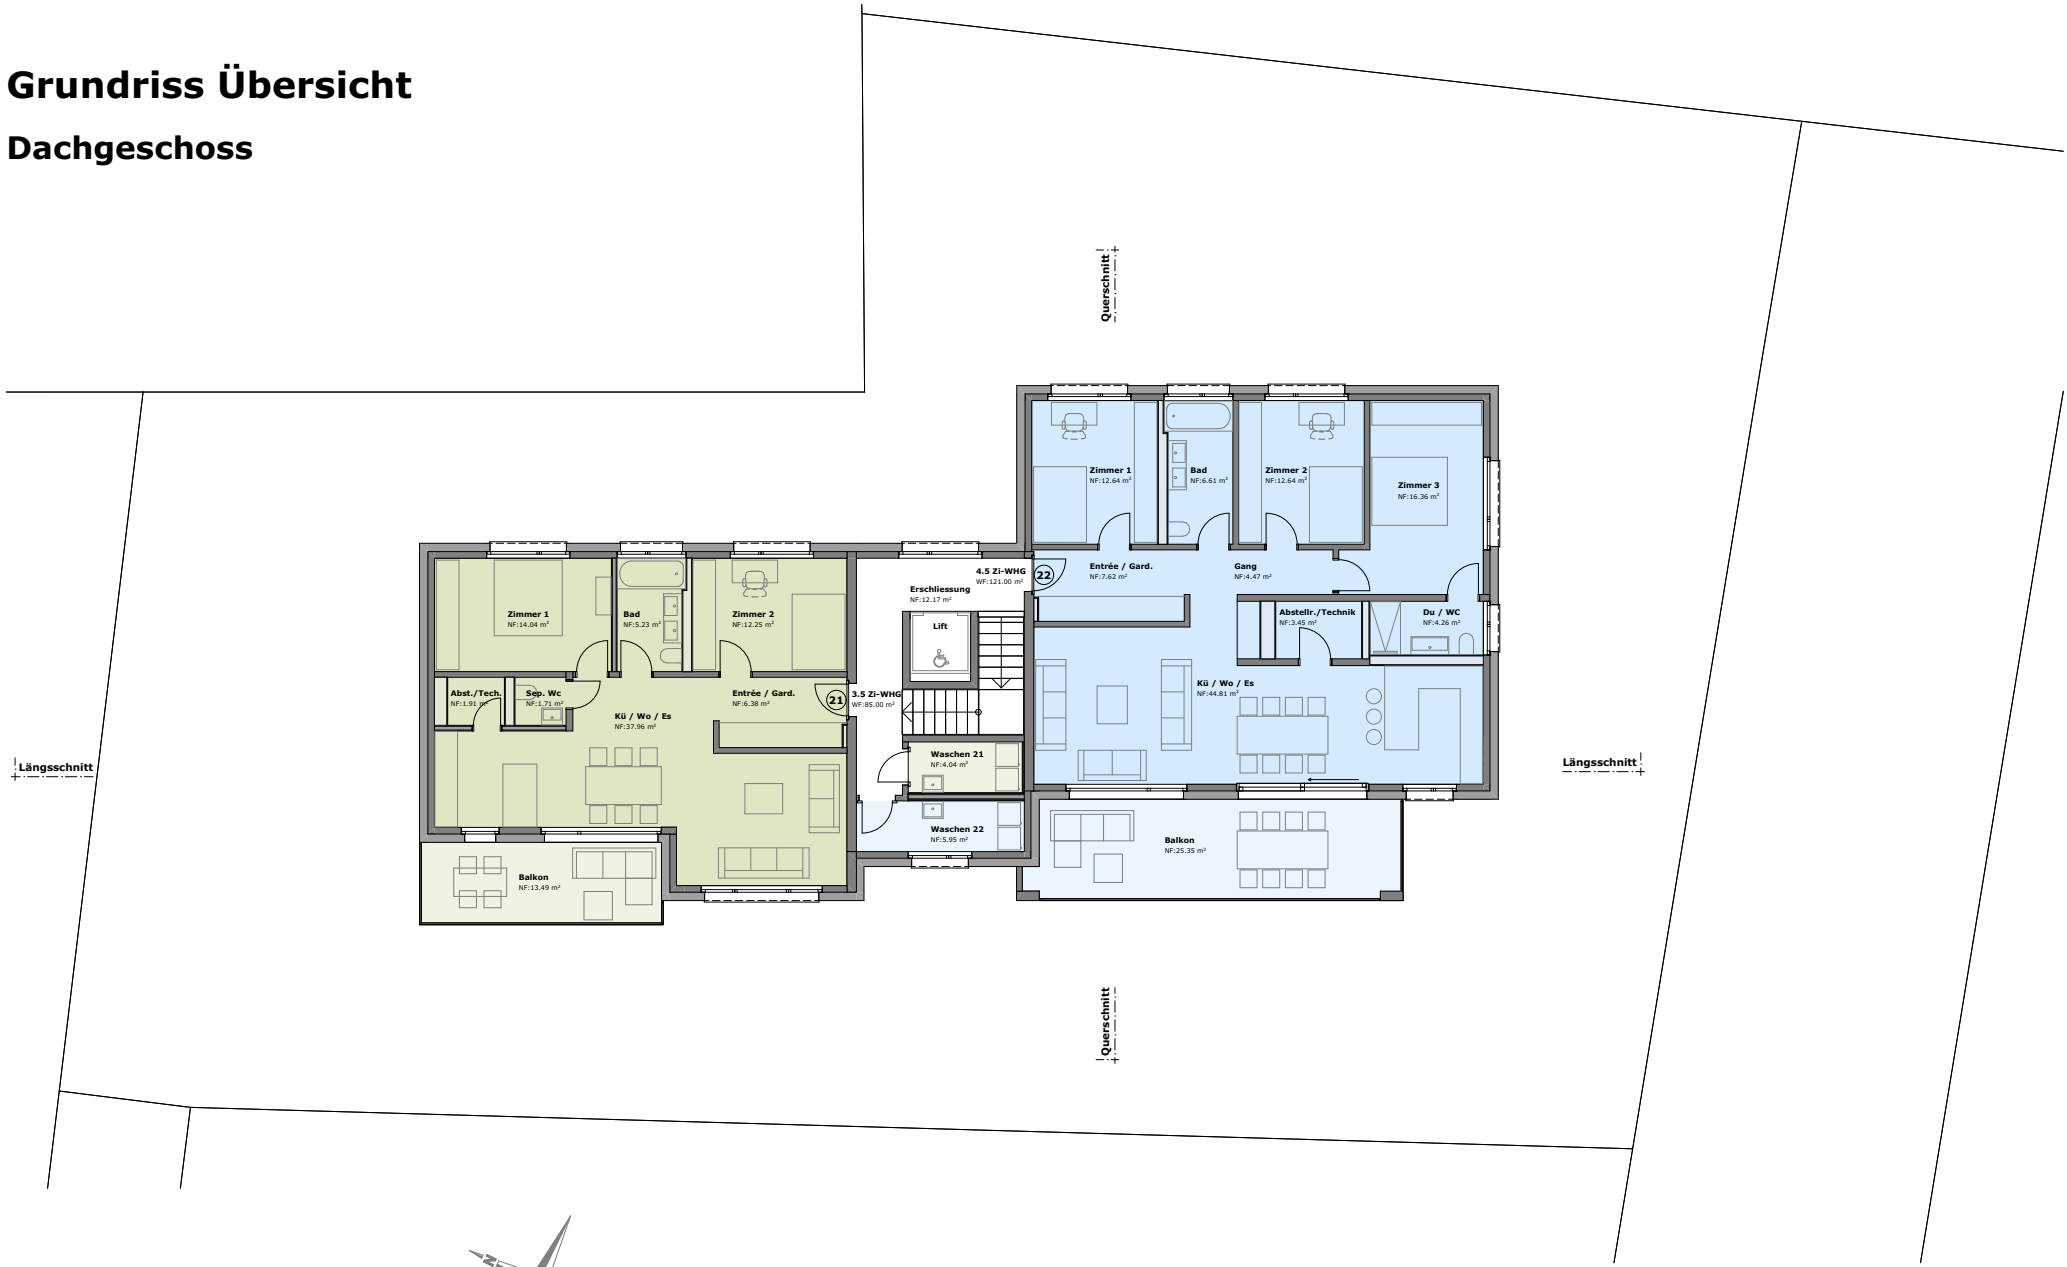 Grundriss Übersicht
Dachgeschoss
Querschnitt
Zimmer 1
NF:12.64 m²
Bad
NF:6.61 m²
Zimmer 2
NF:12.64 m²
Zimmer 3
NF:16.36 m²
4.5 Zi-WHG
WF:121.00 m²
22
Entrée / Gard.
NF:7.62 m²
Gang
NF:4.47 m²
Erschliessung
NF:12.17 m²
Lift
Zimmer 1
NF:14.04 m²
Bad
NF:5.23 m²
Zimmer 2
NF:12.25 m²
Abstellr./Technik
NF:3.45 m²
Du / WC
NF:4.26 m²
Abst./Tech.
NF:1.91 m²
Sep. Wc
NF:1.71 m²
Entrée / Gard.
NF:6.38 m²
21
3.5 Zi-WHG
WF:85.00 m²
Kü / Wo / Es
NF:37.96 m²
Kü / Wo / Es
NF:44.81 m²
Längsschnitt
Waschen 21
NF:4.04 m²
Längsschnitt
Waschen 22
NF:5.95 m²
Balkon
NF:25.35 m²
Balkon
NF:13.49 m²
Querschnitt